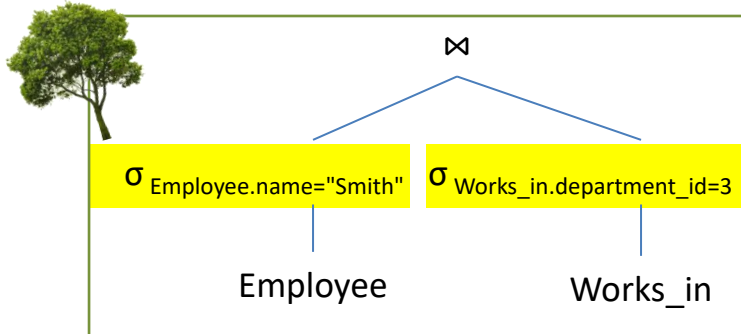 ⋈
σ Employee.name="Smith" σ Works_in.department_id=3
Employee Works_in